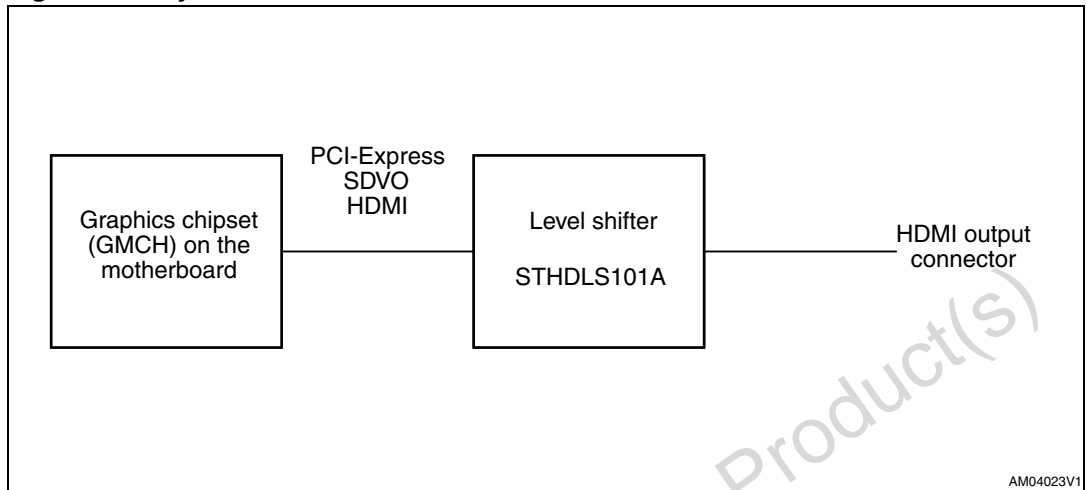 Graphics chipset
(GMCH) on the
motherboard
PCI-Express
SDVO
HDMI
Level shifter
STHDLS101A
HDMI output
connector
Product(s)
AM04023V1